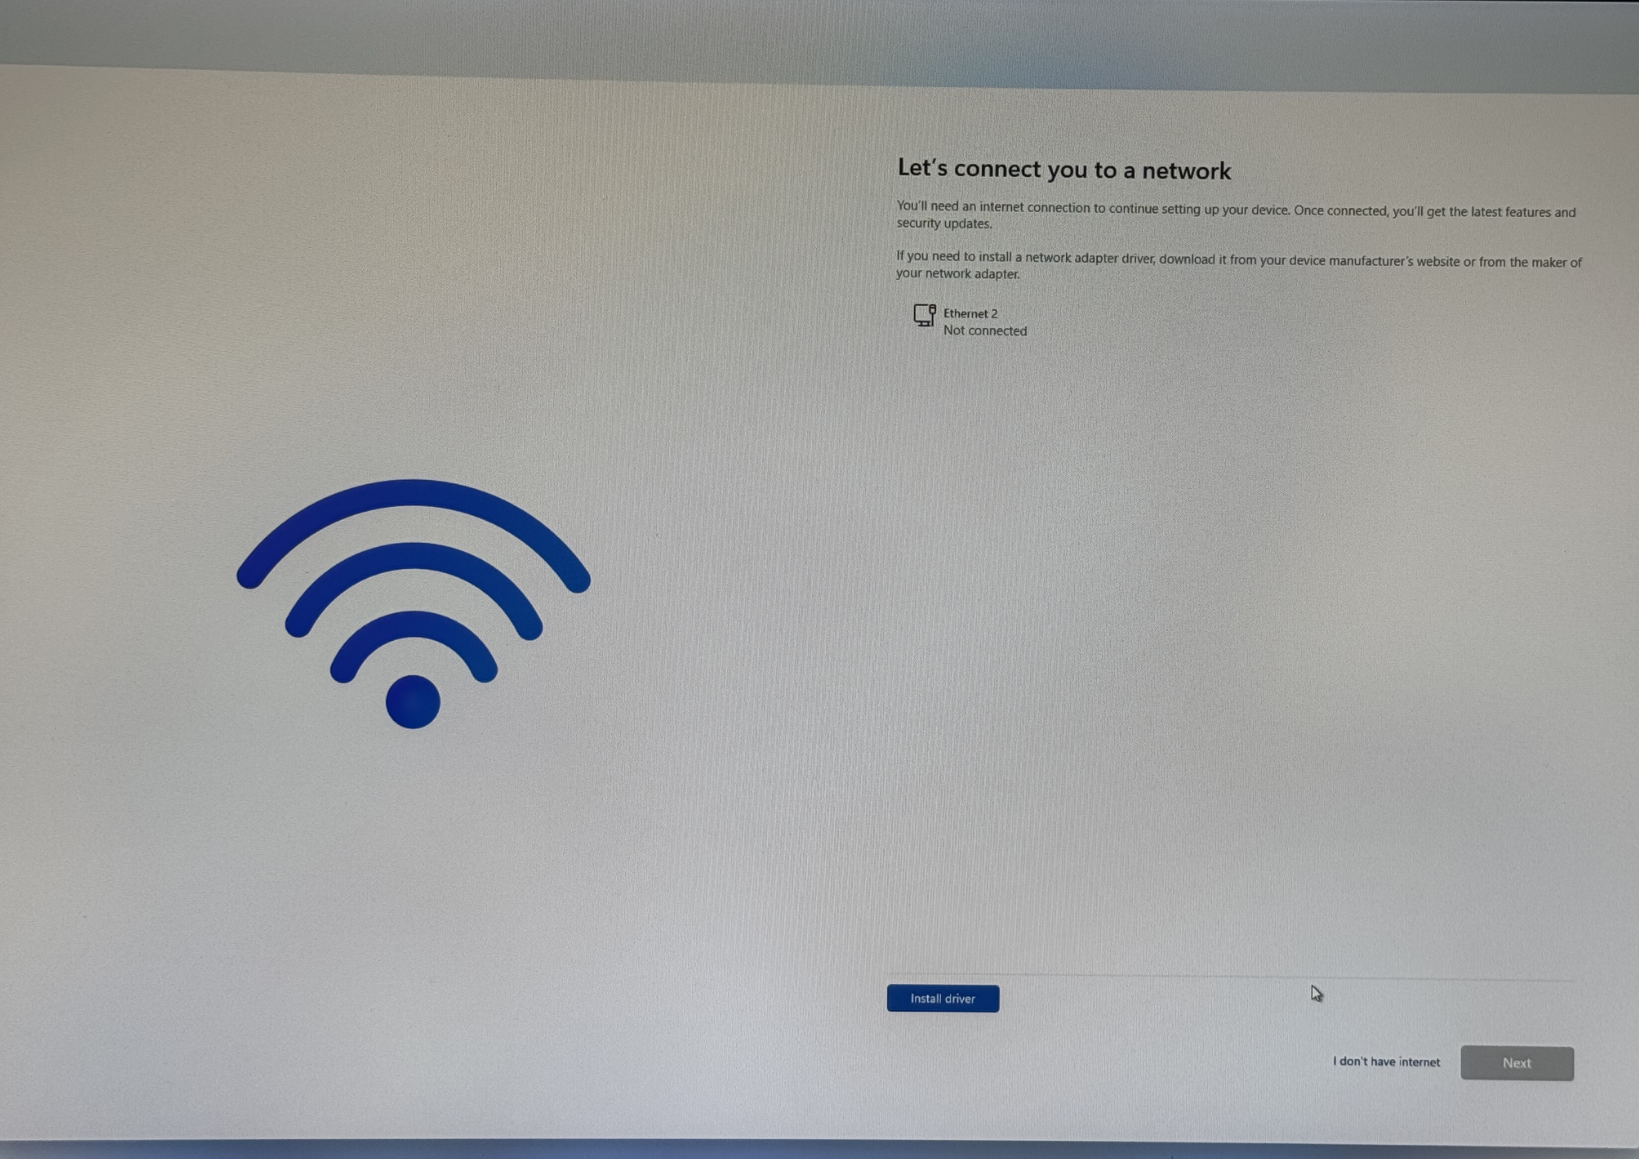 Let's connect you to a network
You'll need an internet connection to continue setting up your device. Once connected, you'll get the latest features and
security updates.
If you need to install a network adapter driver, download it from your device manufacturer's website or from the maker of
your network adapter.
Ethernet 2
Not connected
Install driver
I don't have internet
Next